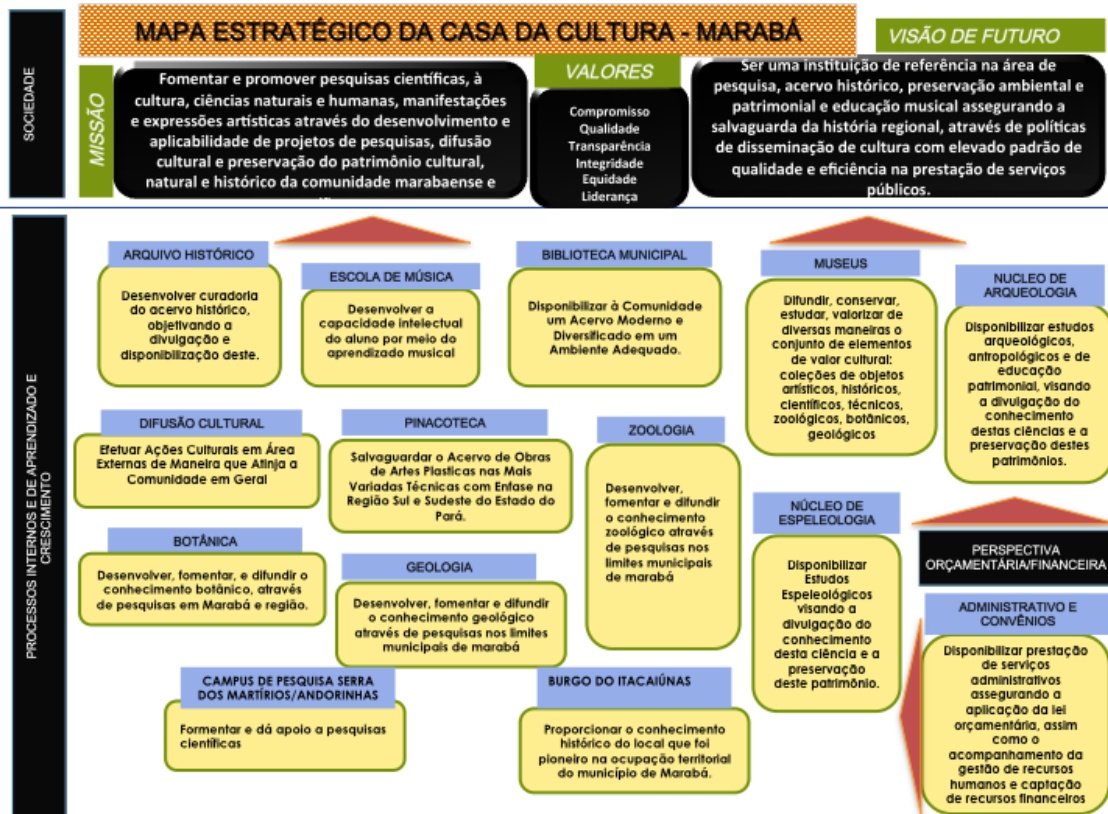 MAPA ESTRATÉGICO DA CASA DA CULTURA - MARABÁ
VISÃO DE FUTURO
SOCIEDADE
MISSÃO
Fomentar e promover pesquisas científicas, à
cultura, ciências naturais e humanas, manifestações
e expressões artísticas através do desenvolvimento e
aplicabilidade de projetos de pesquisas, difusão
cultural e preservação do patrimônio cultural,
natural e histórico da comunidade marabaense e
VALORES
Compromisso
Qualidade
Transparência
Integridade
Equidade
Liderança
Ser uma instituição de referência na área de
pesquisa, acervo histórico, preservação ambiental e
patrimonial e educação musical assegurando a
salvaguarda da história regional, através de políticas
de disseminação de cultura com elevado padrão de
qualidade e eficiência na prestação de serviços
públicos.
PROCESSOS INTERNOS E DE APRENDIZADO E
CRESCIMENTO
ARQUIVO HISTÓRICO
Desenvolver curadoria
do acervo histórico,
objetivando a
divulgação e
disponibilização deste.
ESCOLA DE MÚSICA
Desenvolver a
capacidade intelectual
do aluno por meio do
aprendizado musical
BIBLIOTECA MUNICIPAL
Disponibilizar à Comunidade
um Acervo Moderno e
Diversificado em um
Ambiente Adequado.
MUSEUS
Difundir, conservar,
estudar, valorizar de
diversas maneiras o
conjunto de elementos
de valor cultural:
coleções de objetos
artísticos, históricos,
científicos, técnicos,
zoológicos, botânicos,
geológicos
NUCLEO DE
ARQUEOLOGIA
Disponibilizar estudos
arqueológicos,
antropológicos e de
educação
patrimonial, visando
a divulgação do
conhecimento
destas ciências e a
preservação destes
patrimônios.
DIFUSÃO CULTURAL
Efetuar Ações Culturais em Área
Externas de Maneira que Atinja a
Comunidade em Geral
PINACOTECA
Salvaguardar o Acervo de Obras
de Artes Plasticas nas Mais
Variadas Técnicas com Enfase na
Região Sul e Sudeste do Estado do
Pará.
ZOOLOGIA
Desenvolver,
fomentar e difundir
o conhecimento
zoológico através
de pesquisas nos
limites municipais
de marabá
NÚCLEO DE
ESPELEOLOGIA
Disponibilizar
Estudos
Espeleológicos
visando a
divulgação do
conhecimento
desta ciência e a
preservação
deste patrimônio.
PERSPECTIVA
ORÇAMENTÁRIA/FINANCEIRA
BOTÂNICA
Desenvolver, fomentar, e difundir o
conhecimento botânico, através
de pesquisas em Marabá e região.
GEOLOGIA
Desenvolver, fomentar e difundir
o conhecimento geológico
através de pesquisas nos limites
municipais de marabá
ADMINISTRATIVO E
CONVÊNIOS
Disponibilizar prestação
de serviços
administrativos
assegurando a
aplicação da lei
orçamentária, assim
como o
acompanhamento da
gestão de recursos
humanos e captação
de recursos financeiros
CAMPUS DE PESQUISA SERRA
DOS MARTÍRIOS/ANDORINHAS
Formentar e dá apoio a pesquisas
científicas
BURGO DO ITACAIÚNAS
Proporcionar o conhecimento
histórico do local que foi
pioneiro na ocupação territorial
do município de Marabá.